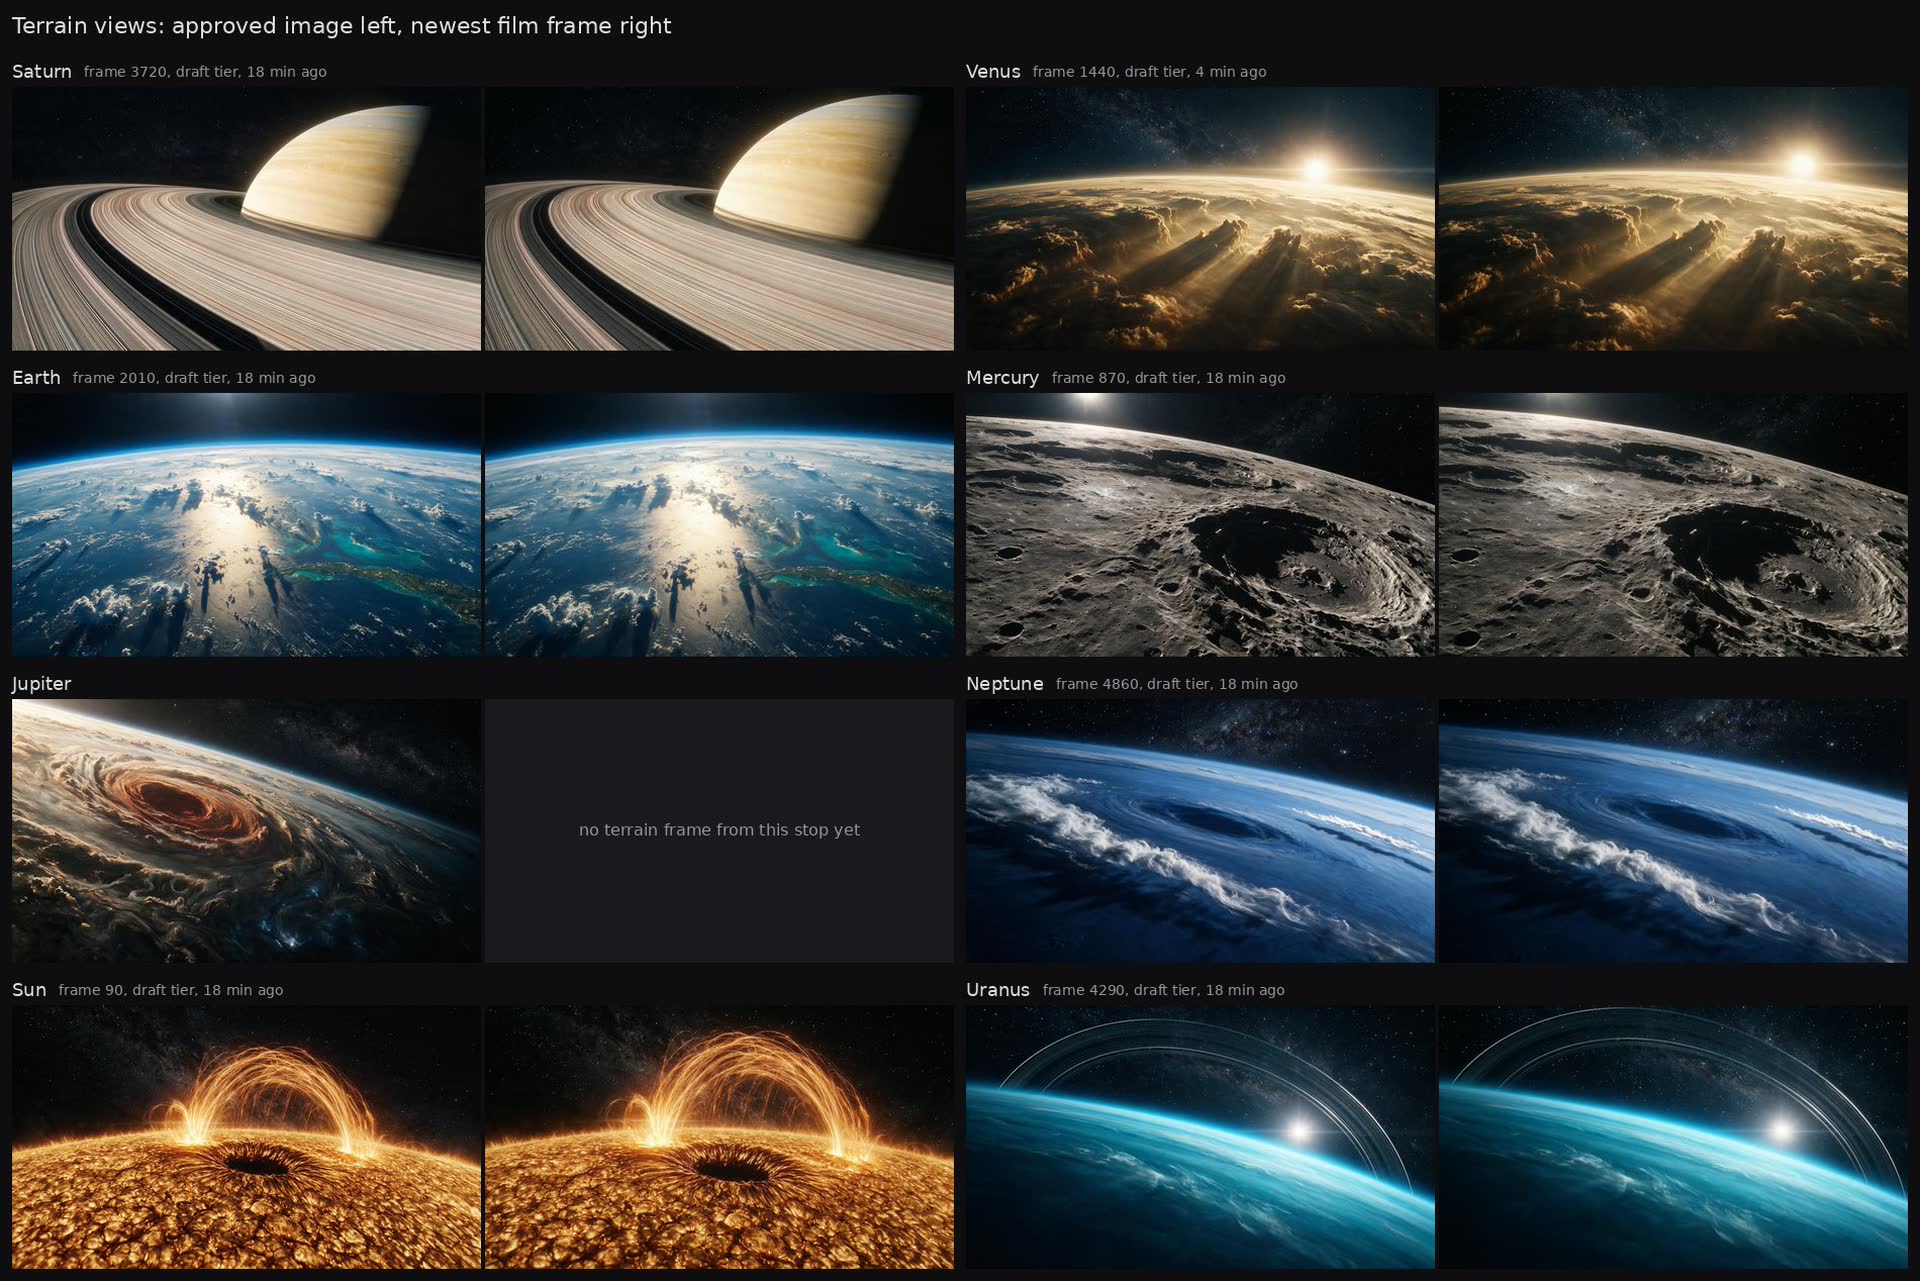 Terrain views: approved image left, newest film frame right
Saturn frame 3720, draft tier, 18 min ago
Venus frame 1440, draft tier, 4 min ago
Earth frame 2010, draft tier, 18 min ago
Mercury frame 870, draft tier, 18 min ago
Jupiter
no terrain frame from this stop yet
Neptune frame 4860, draft tier, 18 min ago
Sun frame 90, draft tier, 18 min ago
Uranus frame 4290, draft tier, 18 min ago